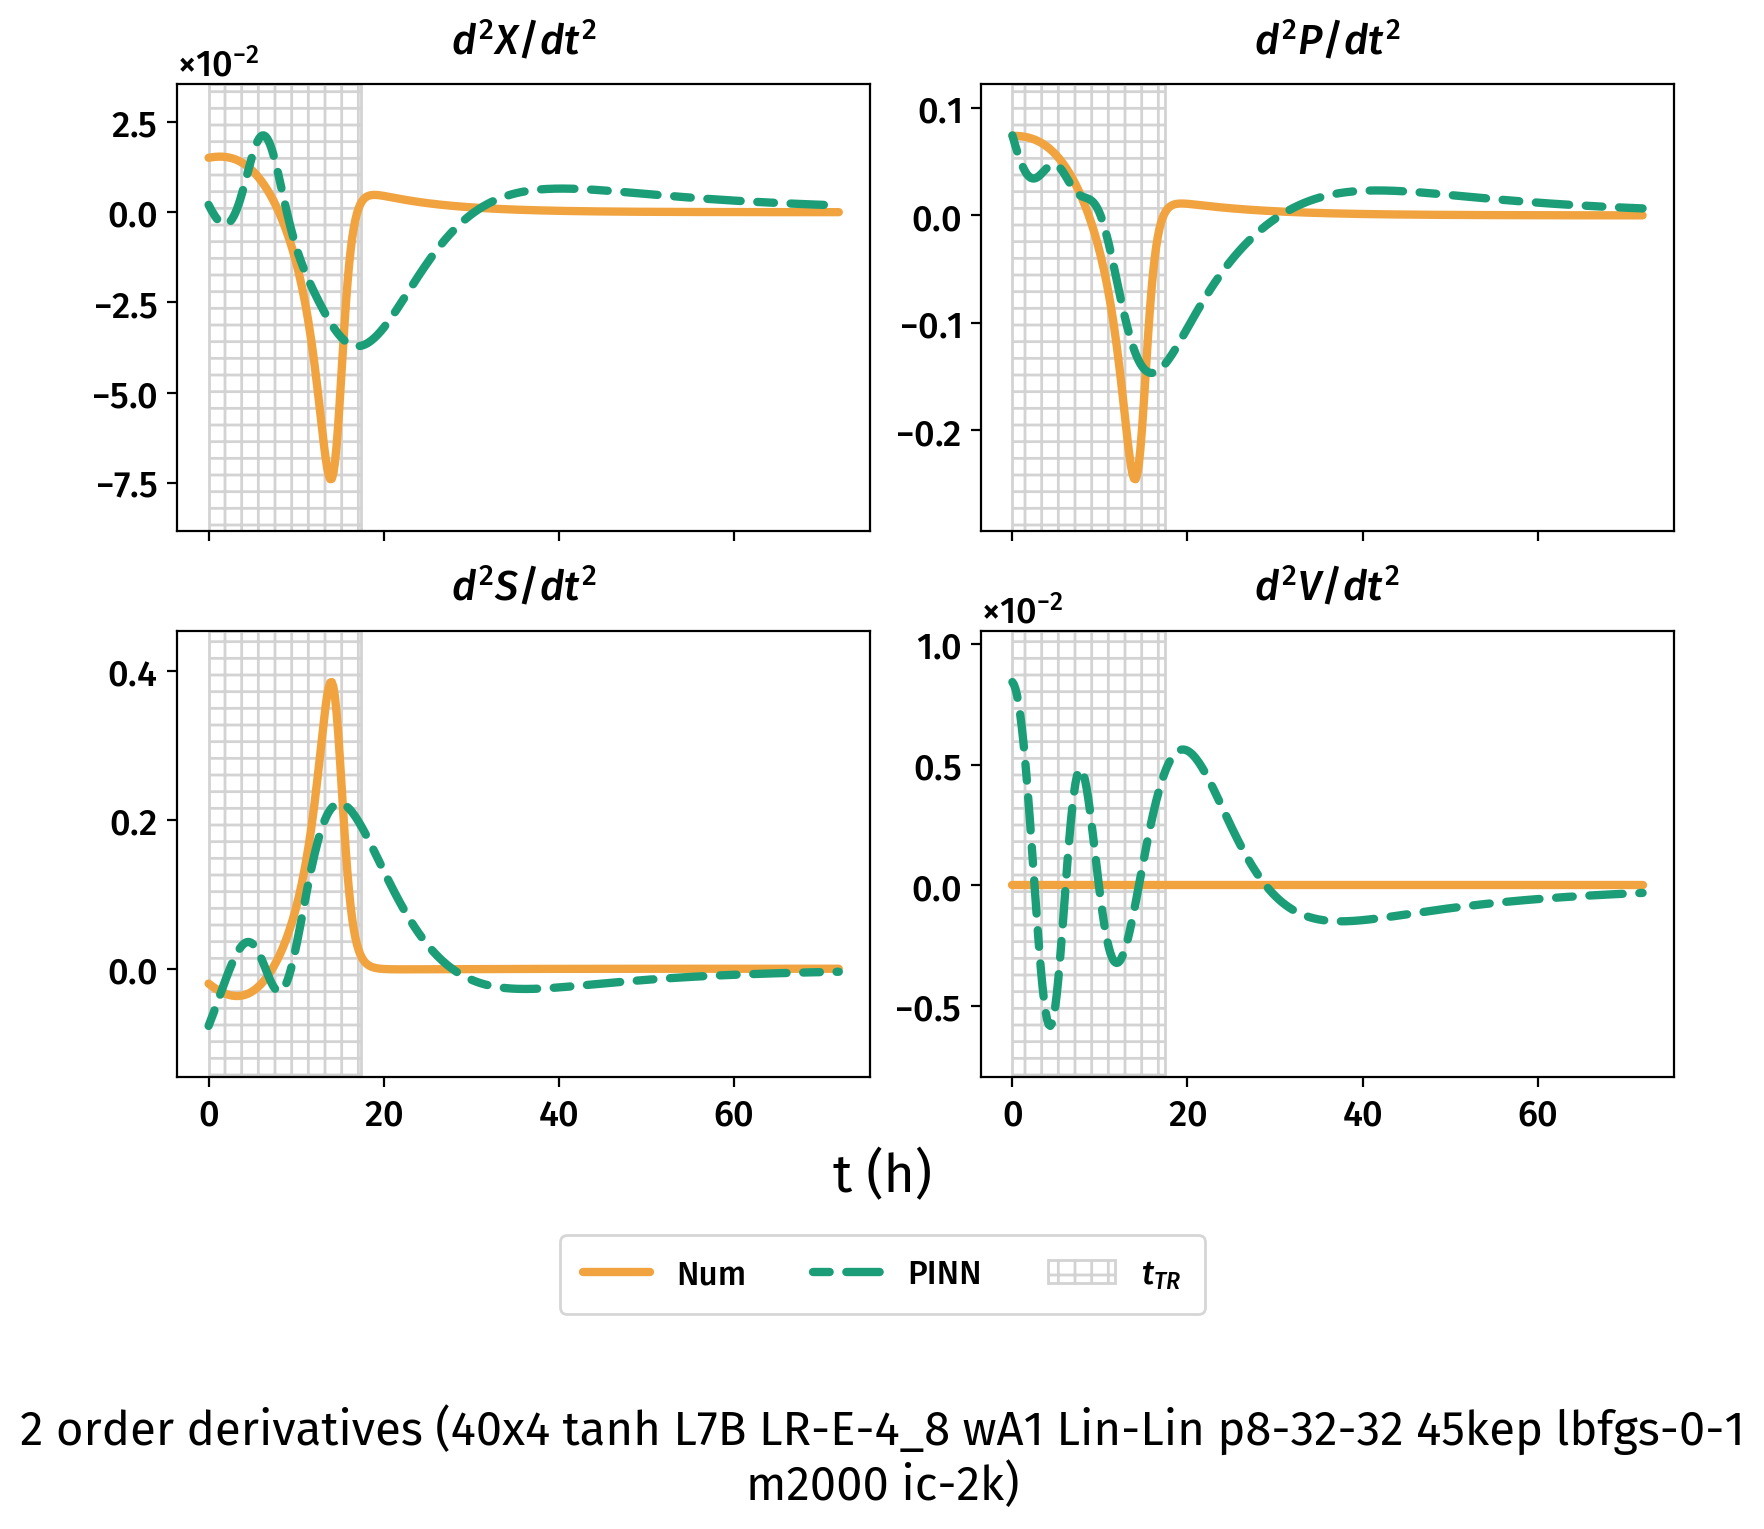 d²X/dt²
×10⁻²
2.5
0.0
−2.5
−5.0
−7.5
d²P/dt²
0.1
0.0
−0.1
−0.2
d²S/dt²
0.4
0.2
0.0
0
20
40
60
d²V/dt²
×10⁻²
1.0
0.5
0.0
−0.5
0
20
40
60
t (h)
Num
PINN
t_TR
2 order derivatives (40x4 tanh L7B LR-E-4_8 wA1 Lin-Lin p8-32-32 45kep lbfgs-0-1
m2000 ic-2k)